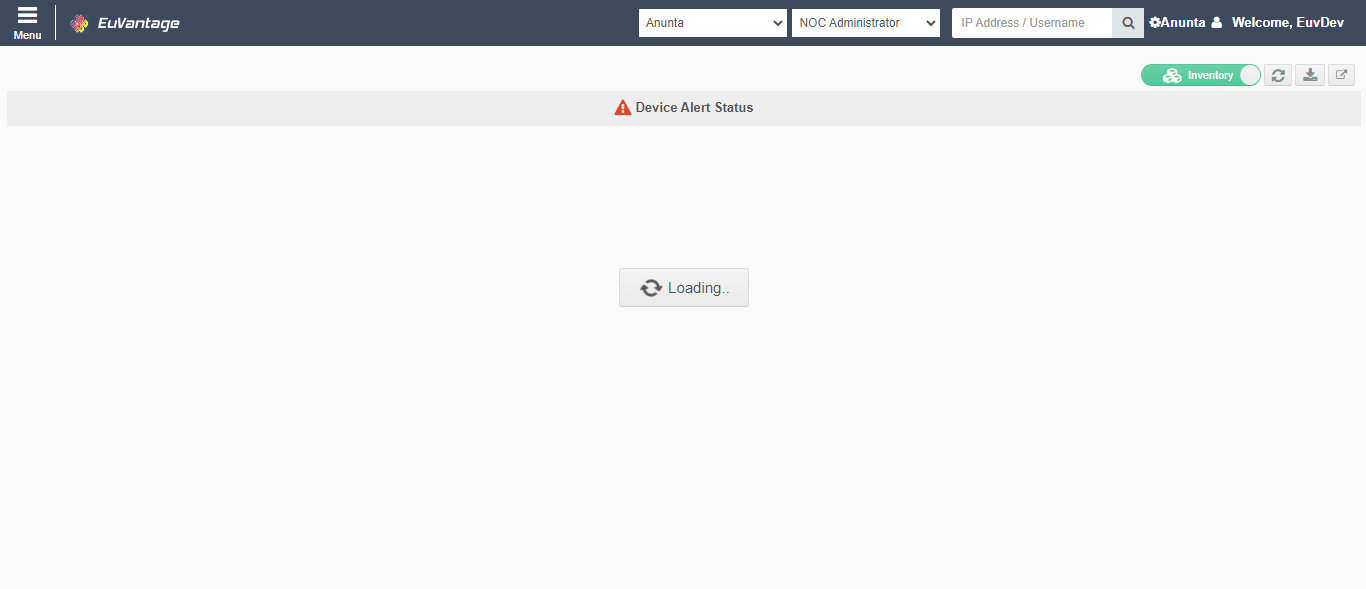 Menu
EuVantage
Anunta
NOC Administrator
IP Address / Username
Anunta
Welcome, EuvDev
Inventory
Device Alert Status
Loading..